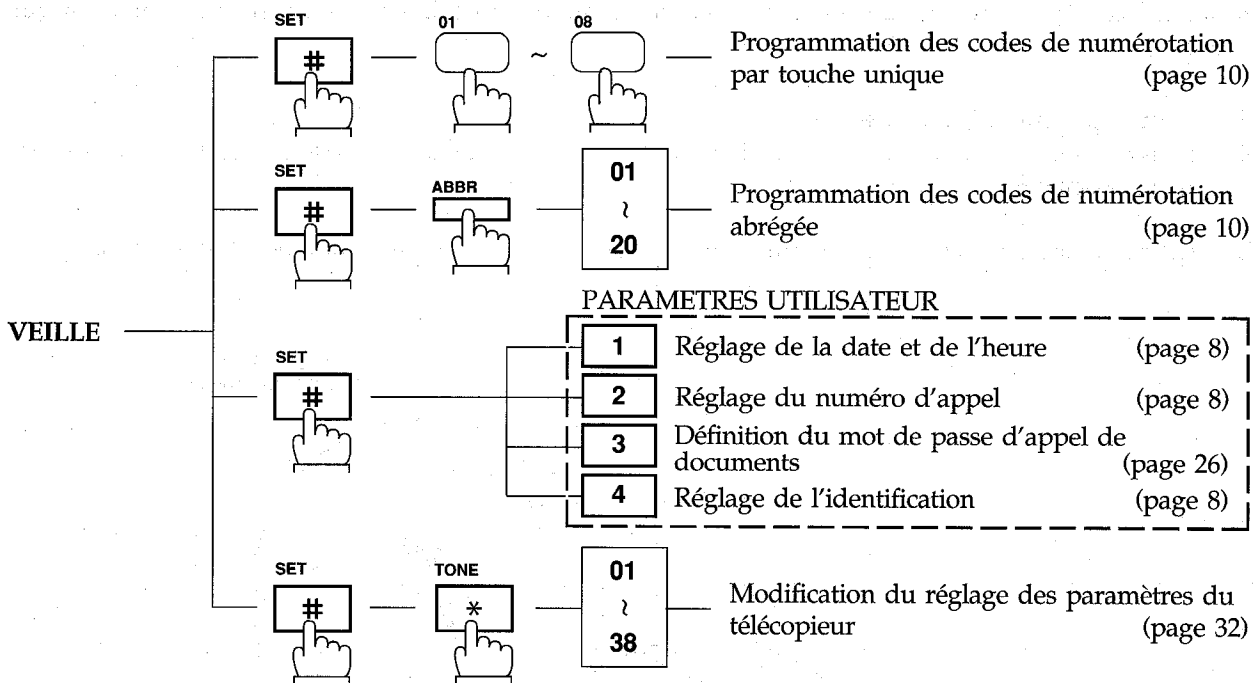 SET 01 08
# ~ Programmation des codes de numérotation
par touche unique (page 10)
SET ABBR 01
# ~ Programmation des codes de numérotation
20 abrégée (page 10)
VEILLE
PARAMETRES UTILISATEUR
SET
#
1 Réglage de la date et de l'heure (page 8)
2 Réglage du numéro d'appel (page 8)
3 Définition du mot de passe d'appel de
documents (page 26)
4 Réglage de l'identification (page 8)
SET TONE 01
# * ~ Modification du réglage des paramètres du
38 télécopieur (page 32)